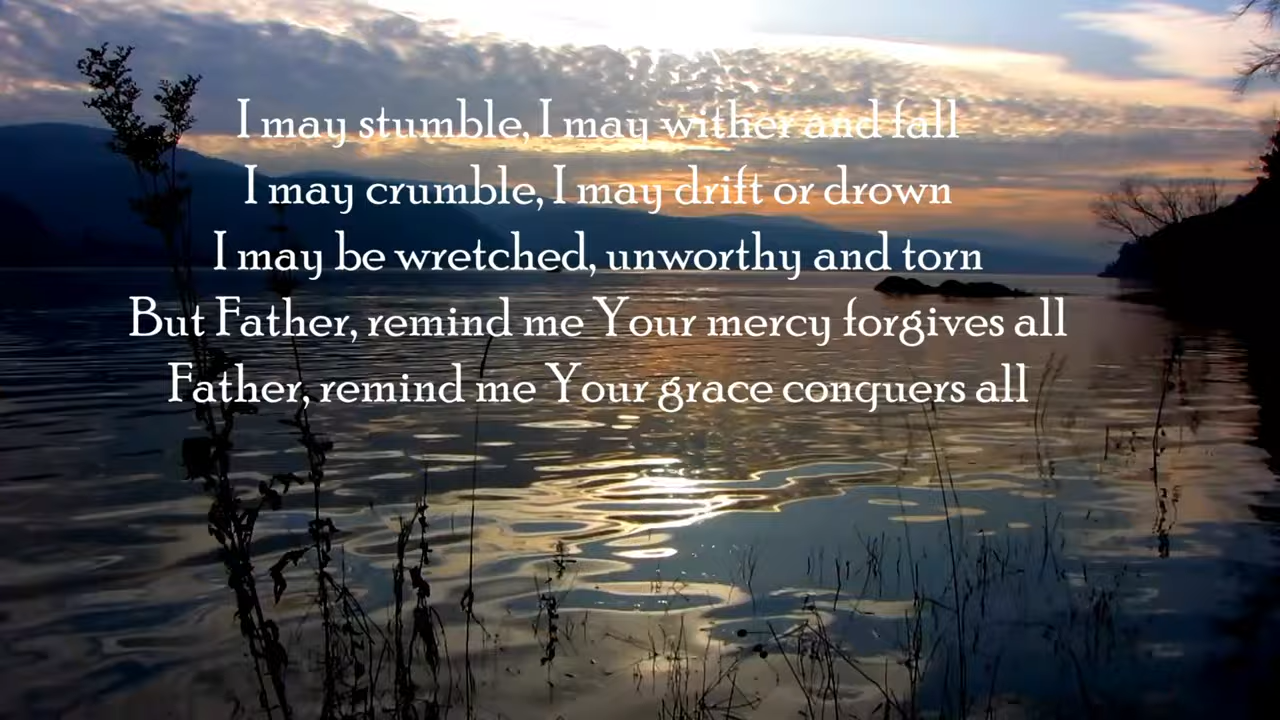 I may stumble, I may wither and fall
I may crumble, I may drift or drown
I may be wretched, unworthy and torn
But Father, remind me Your mercy forgives all
Father, remind me Your grace conquers all